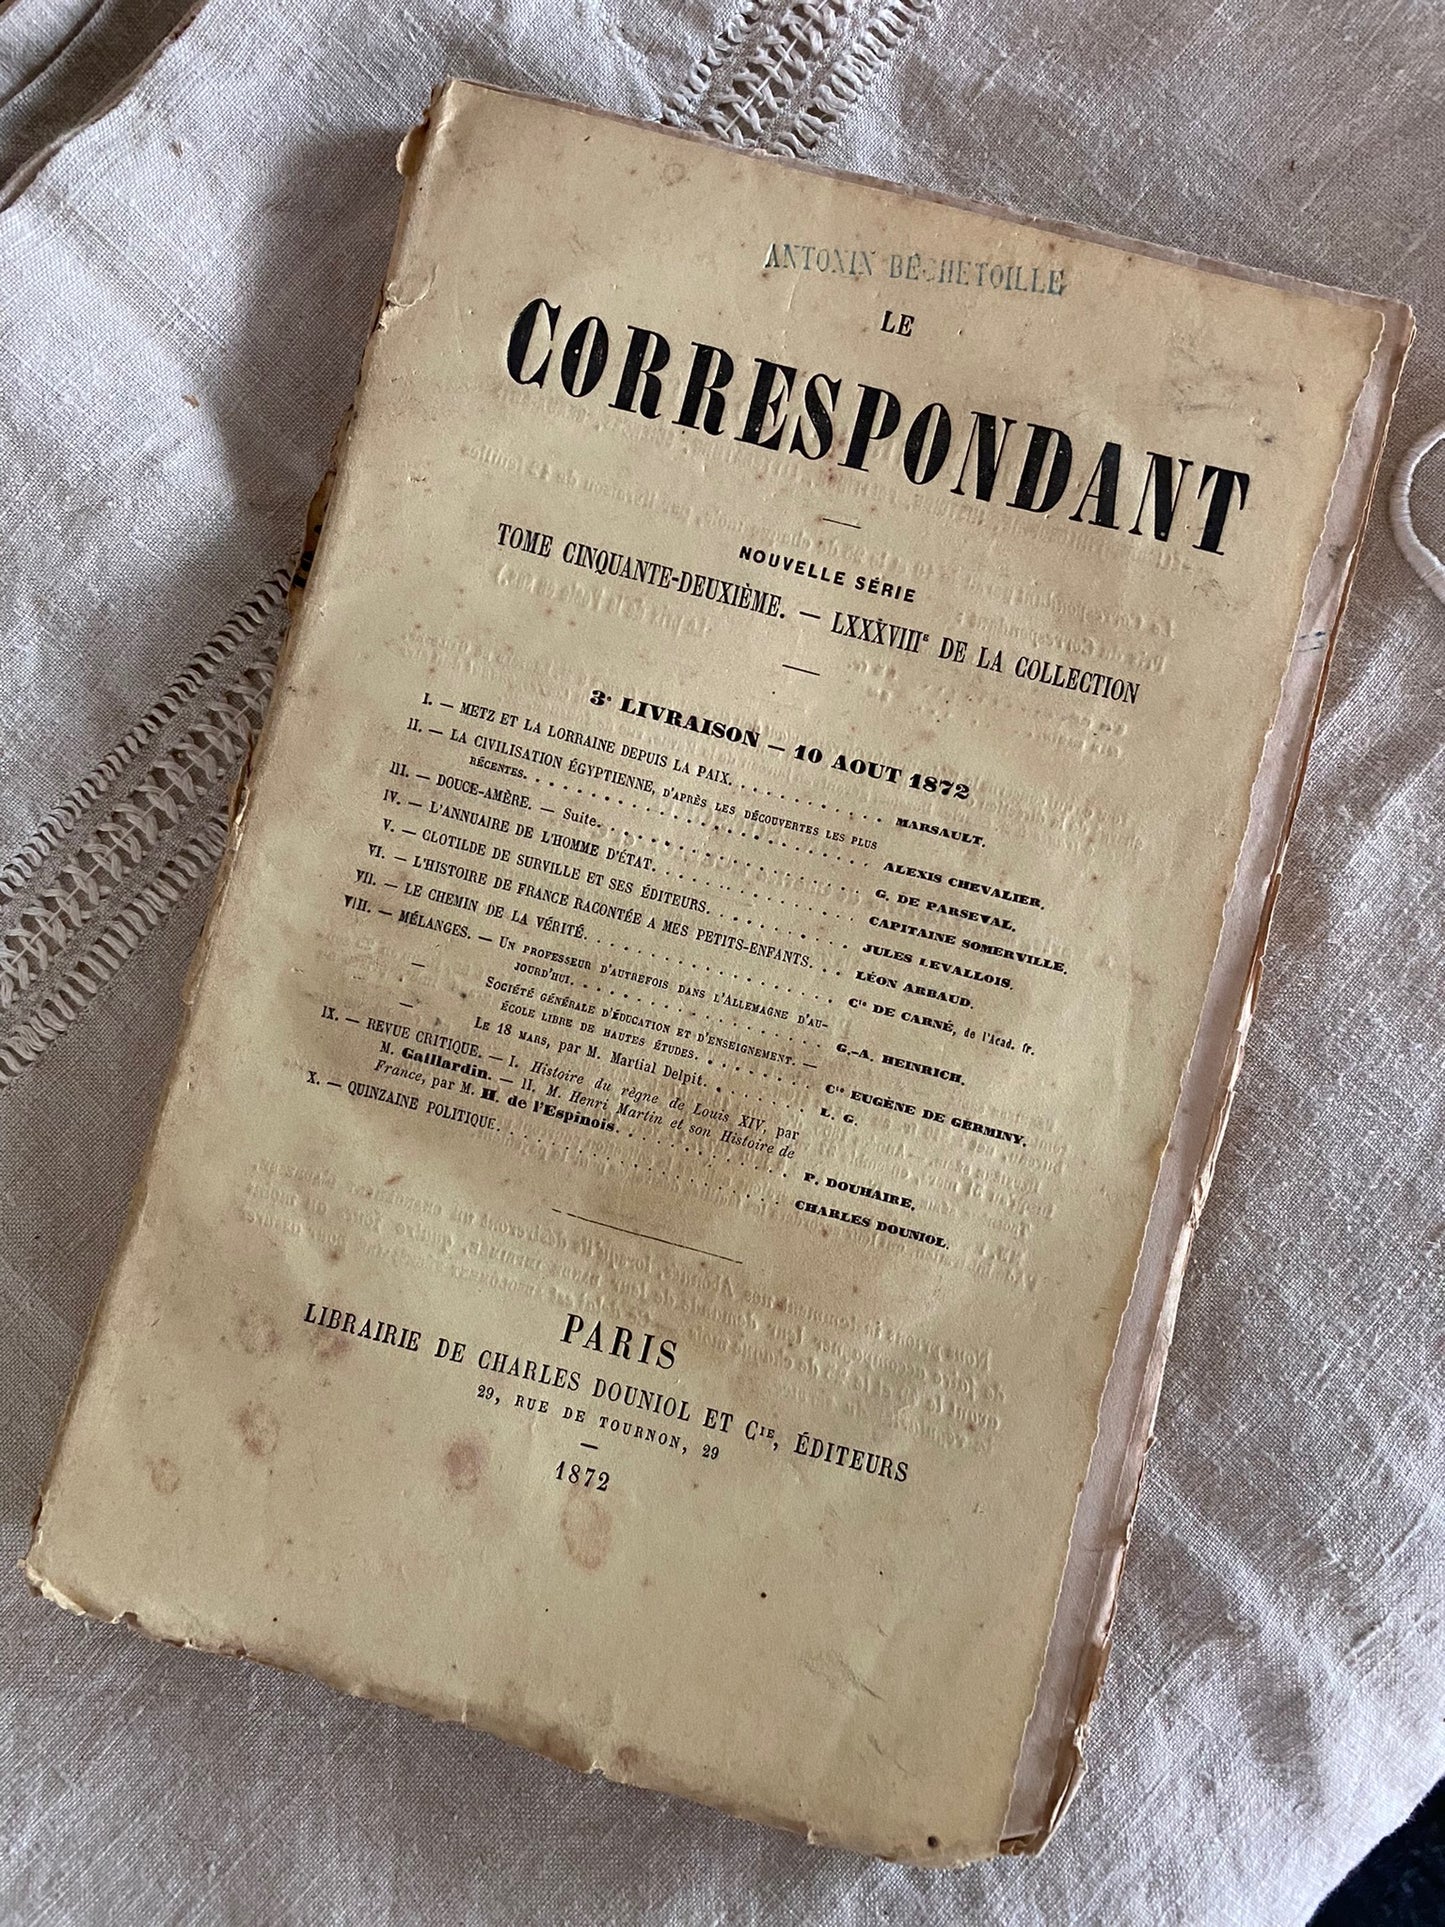 ANTONIN BÉCHETOILLE
LE
CORRESPONDANT
NOUVELLE SÉRIE
TOME CINQUANTE-DEUXIÈME. — LXXXVIIIE DE LA COLLECTION
3e LIVRAISON — 10 AOUT 1872
I. — METZ ET LA LORRAINE DEPUIS LA PAIX. . . . . . . . . . . . MARSAULT.
II. — LA CIVILISATION ÉGYPTIENNE, D'APRÈS LES DÉCOUVERTES LES PLUS
RÉCENTES. . . . . . . . . . . . . . . . . . . . . ALEXIS CHEVALIER.
III. — DOUCE-AMÈRE. — Suite. . . . . . . . . . . . . . . . . . . G. DE PARSEVAL.
IV. — L'ANNUAIRE DE L'HOMME D'ÉTAT. . . . . . . . . . . . . . . CAPITAINE SOMERVILLE.
V. — CLOTILDE DE SURVILLE ET SES ÉDITEURS. . . . . . . . . . . JULES LEVALLOIS.
VI. — L'HISTOIRE DE FRANCE RACONTÉE A MES PETITS-ENFANTS. . . LÉON ARBAUD.
VII. — LE CHEMIN DE LA VÉRITÉ. . . . . . . . . . . . . . . . . . Cte DE CARNÉ, de l'Acad. fr.
VIII. — MÉLANGES. — UN PROFESSEUR D'AUTREFOIS DANS L'ALLEMAGNE D'AU-
JOURD'HUI. . . . . . . . . . . . . . . . . . G.-A. HEINRICH.
— SOCIÉTÉ GÉNÉRALE D'ÉDUCATION ET D'ENSEIGNEMENT. —
ÉCOLE LIBRE DE HAUTES ÉTUDES. . . . . . . . . Cte EUGÈNE DE GERMINY.
— LE 18 MARS, par M. Martial Delpit. . . . . . . . L. G.
IX. — REVUE CRITIQUE. — I. Histoire du règne de Louis XIV, par
M. Gaillardin. — II. M. Henri Martin et son Histoire de
France, par M. H. de l'Espinois. . . . . . . . . . . . . P. DOUHAIRE.
X. — QUINZAINE POLITIQUE. . . . . . . . . . . . . . . . . . . CHARLES DOUNIOL.
PARIS
LIBRAIRIE DE CHARLES DOUNIOL ET CIE, ÉDITEURS
29, RUE DE TOURNON, 29
1872